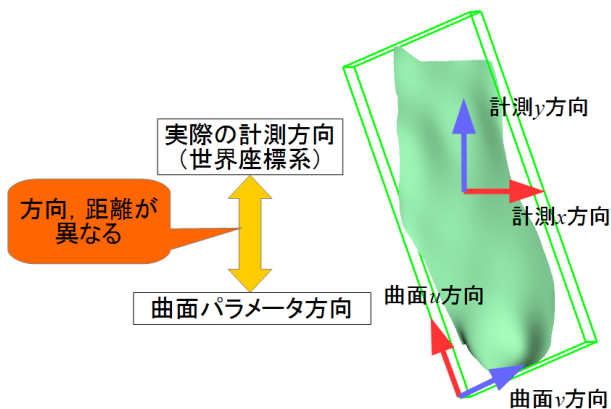 実際の計測方向
（世界座標系）
方向，距離が
異なる
曲面パラメータ方向
計測y方向
計測x方向
曲面u方向
曲面v方向